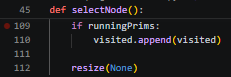 45 def selectNode():
109 if runningPrims:
110 visited.append(visited)
111
112 resize(None)